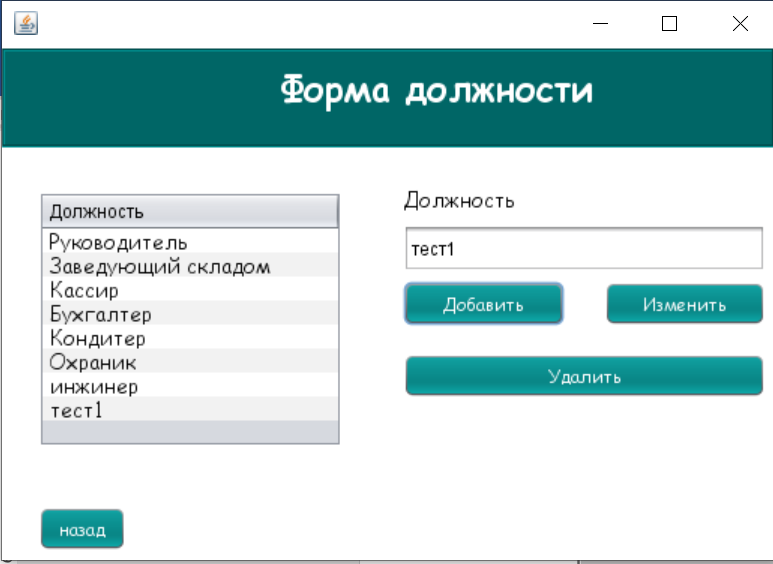 Форма должности
Должность
Руководитель
Заведующий складом
Кассир
Бухгалтер
Кондитер
Охраник
инжинер
тест1
Должность
тест1
Добавить
Изменить
Удалить
назад